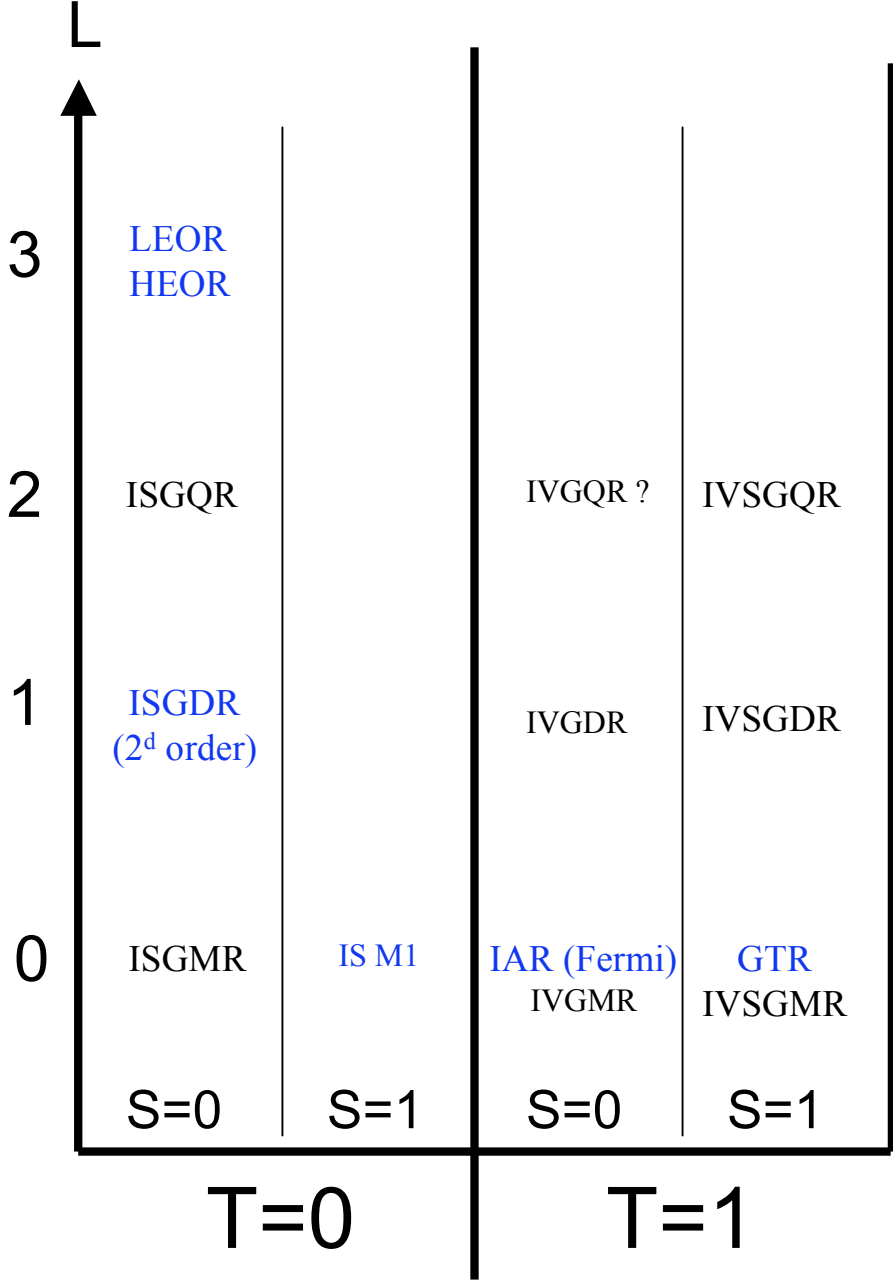 L
3
LEOR
HEOR
2
ISGQR
IVGQR ?
IVSGQR
1
ISGDR
(2ᵈ order)
IVGDR
IVSGDR
0
ISGMR
IS M1
IAR (Fermi)
IVGMR
GTR
IVSGMR
S=0
S=1
S=0
S=1
T=0
T=1